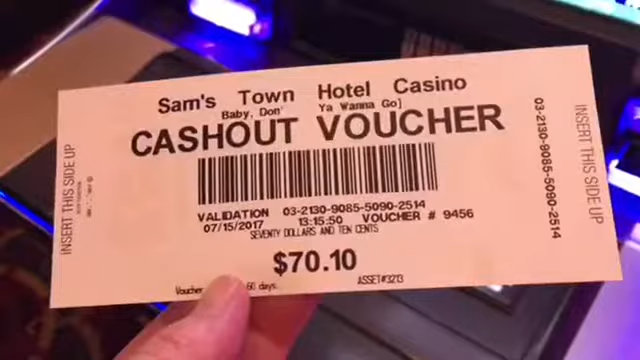 Sam's Town Hotel Casino
Baby, Don' Ya Wanna Go)
CASHOUT VOUCHER
VALIDATION 03-2130-9085-5090-2514
07/15/2017 13:15:50 VOUCHER # 9456
SEVENTY DOLLARS AND TEN CENTS
$70.10
Voucher 60 days ASSET#3213
INSERT THIS SIDE UP
03-2130-9085-5090-2514
INSERT THIS SIDE UP